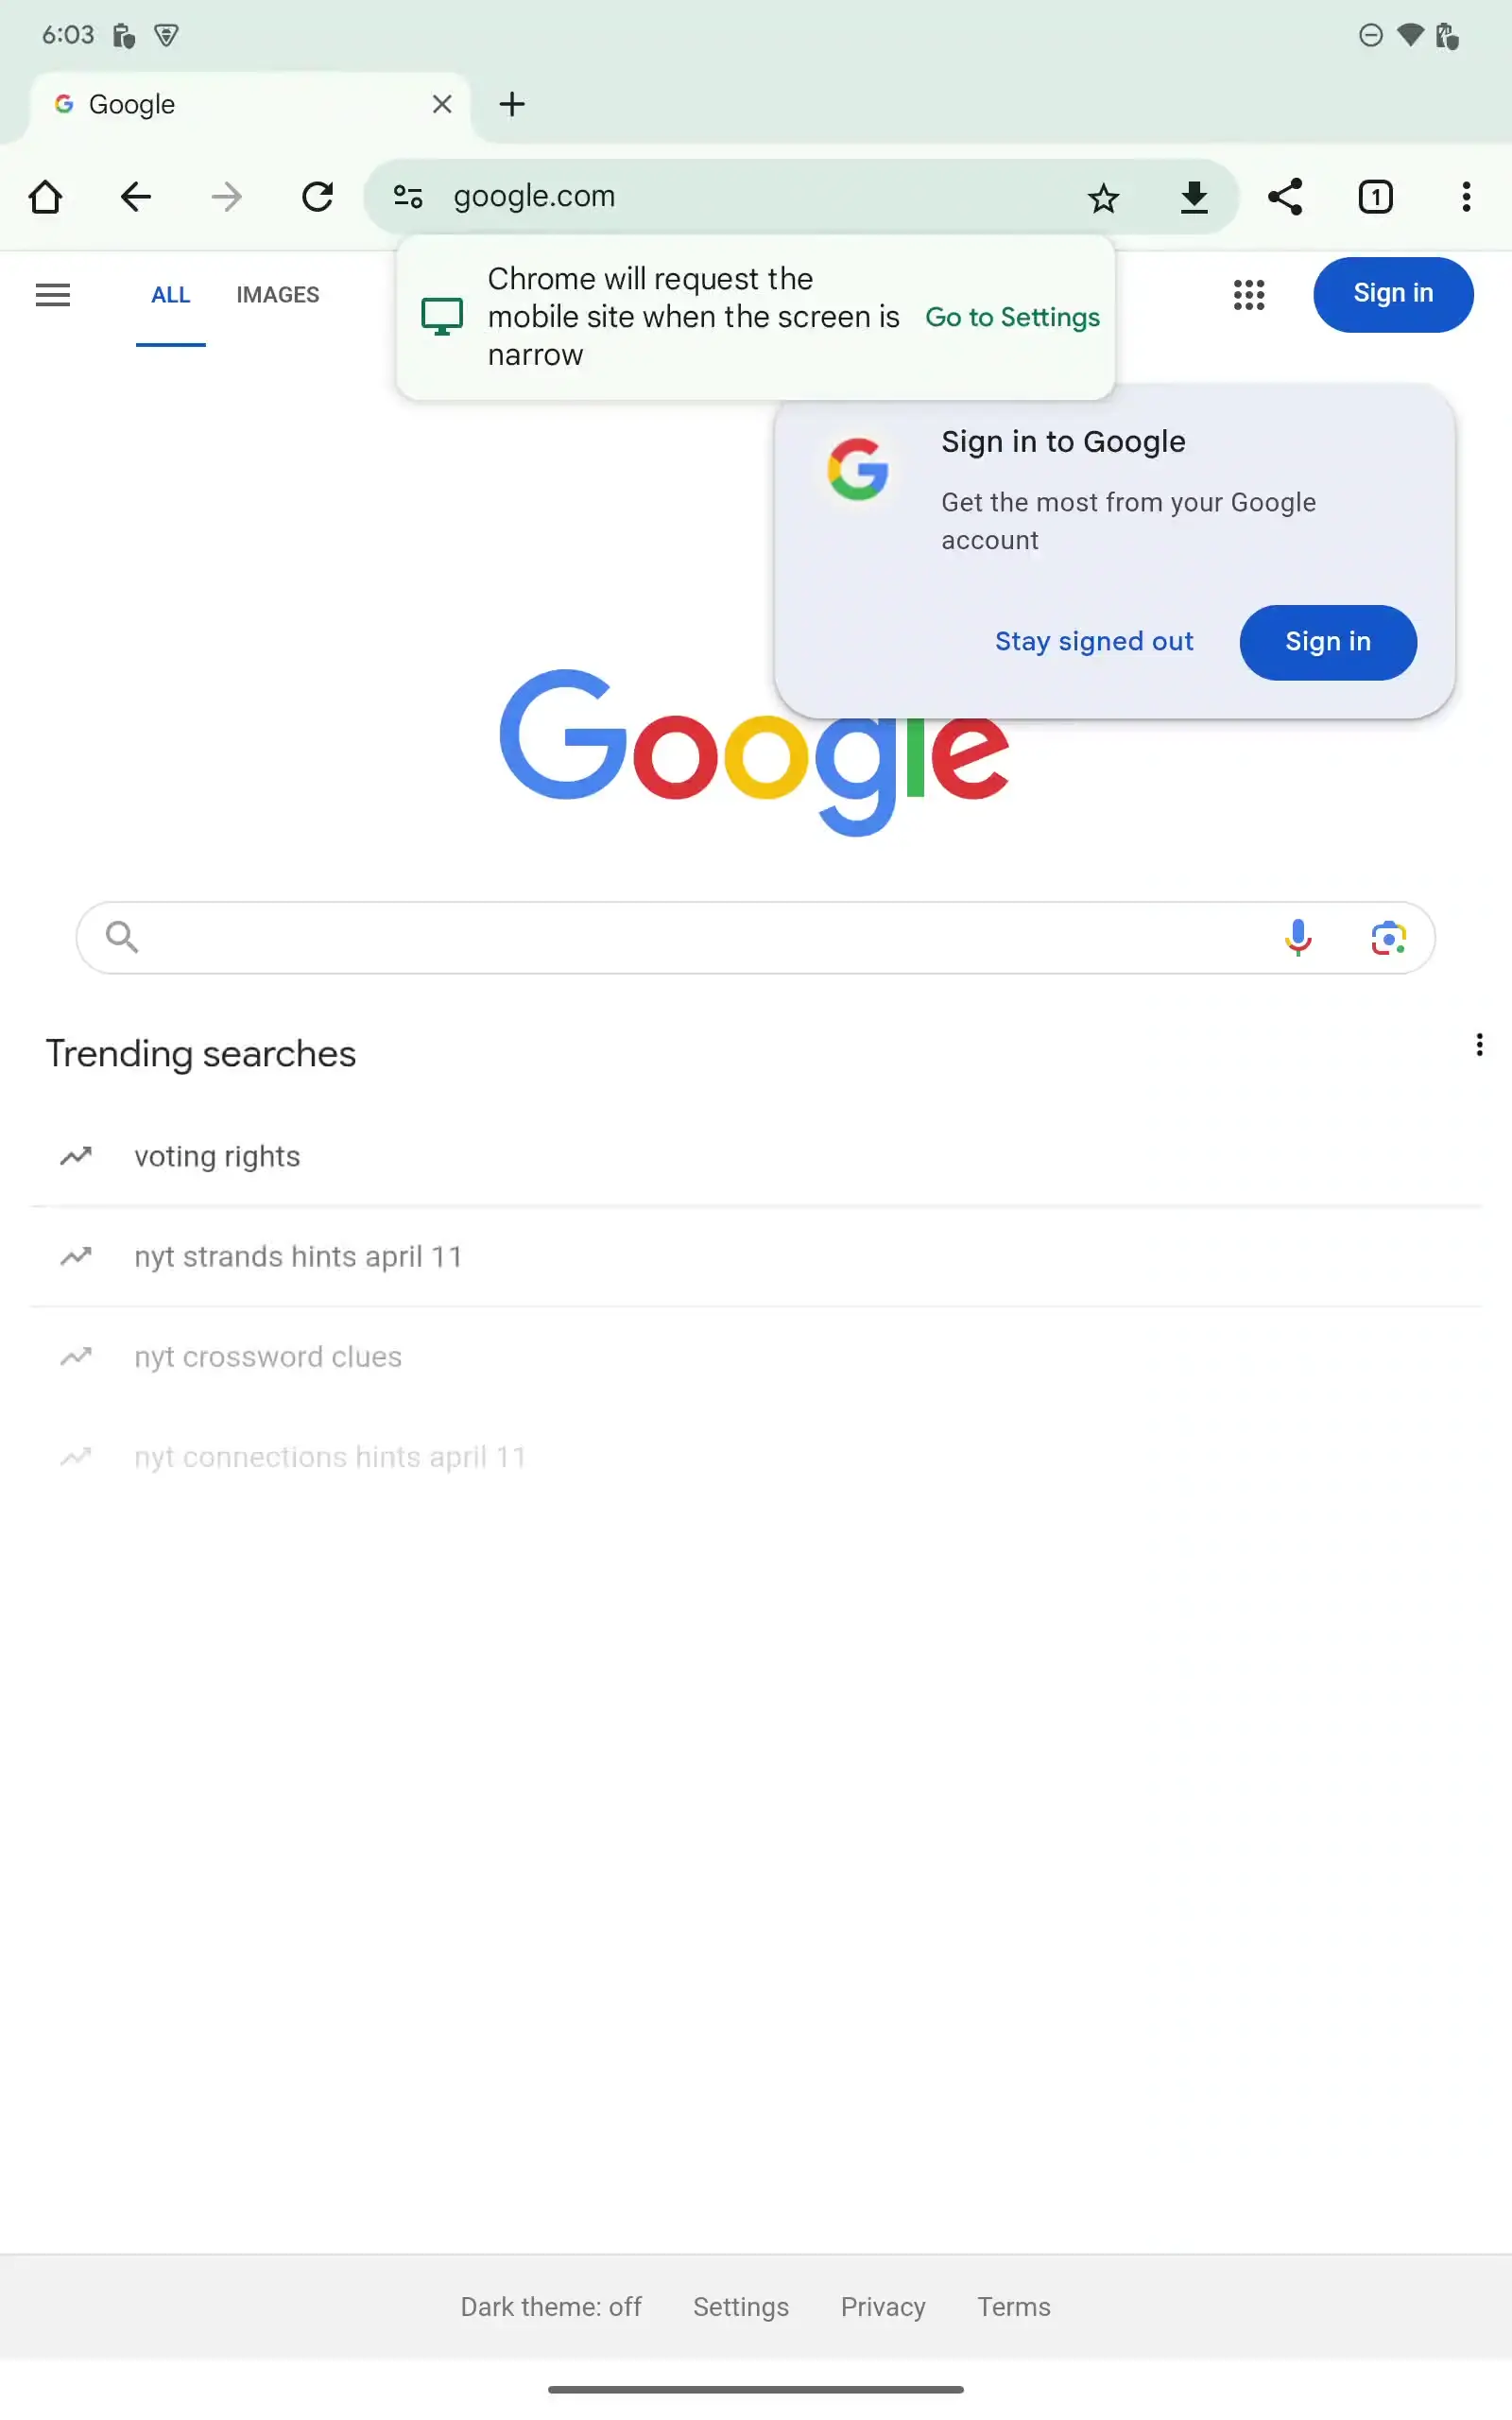 6:03
Google
google.com
1
Chrome will request the
mobile site when the screen is
narrow
Go to Settings
ALL
IMAGES
Sign in
Sign in to Google
Get the most from your Google
account
Stay signed out
Sign in
Google
Trending searches
voting rights
nyt strands hints april 11
nyt crossword clues
nyt connections hints april 11
Dark theme: off
Settings
Privacy
Terms